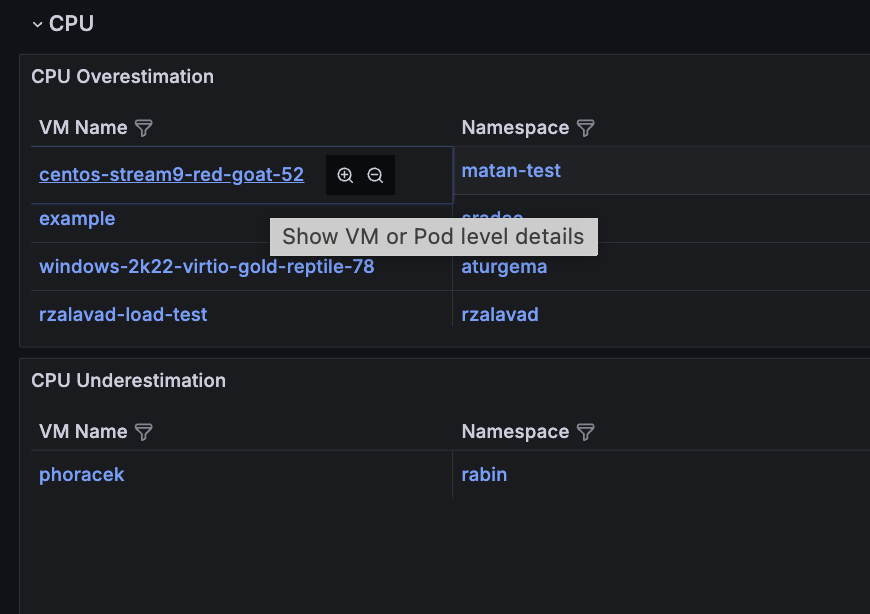 CPU
CPU Overestimation
VM Name Namespace
centos-stream9-red-goat-52 matan-test
example
Show VM or Pod level details
windows-2k22-virtio-gold-reptile-78 aturgema
rzalavad-load-test rzalavad
CPU Underestimation
VM Name Namespace
phoracek rabin